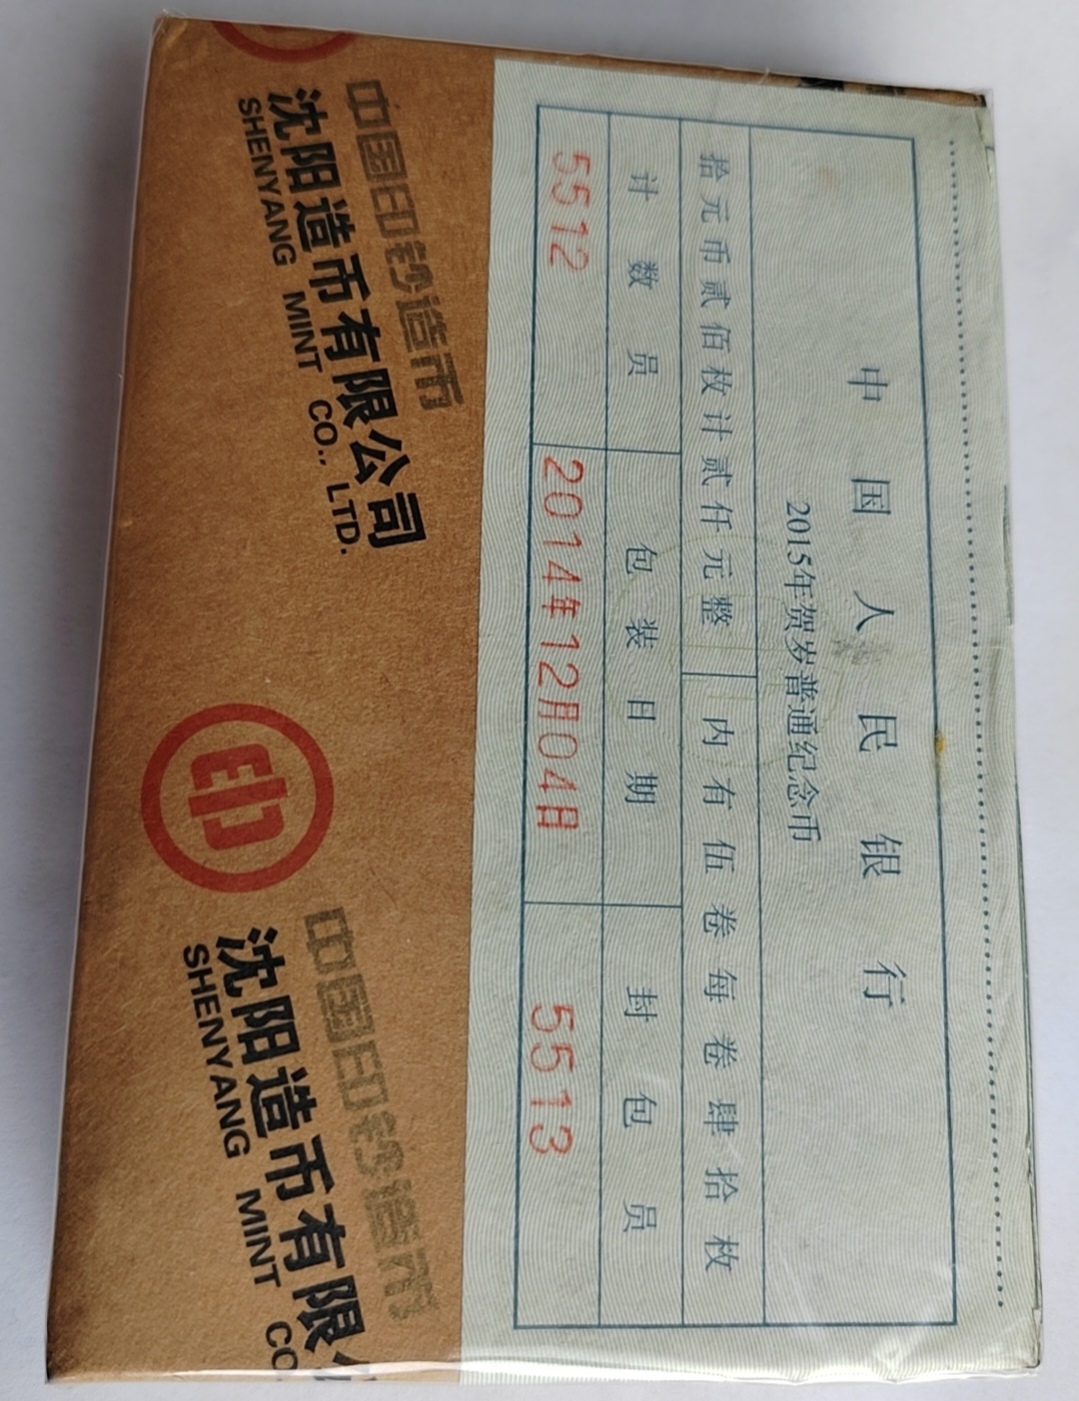 中国人民银行
2015年贺岁普通纪念币
拾元币贰佰枚计贰仟元整 内有伍卷每卷肆拾枚
计数员 包装日期 封包员
5512 2014年12月04日 5513
中国印钞造币
沈阳造币有限公司
SHENYANG MINT CO., LTD.
印
中国印钞造币
沈阳造币有限
SHENYANG MINT CO